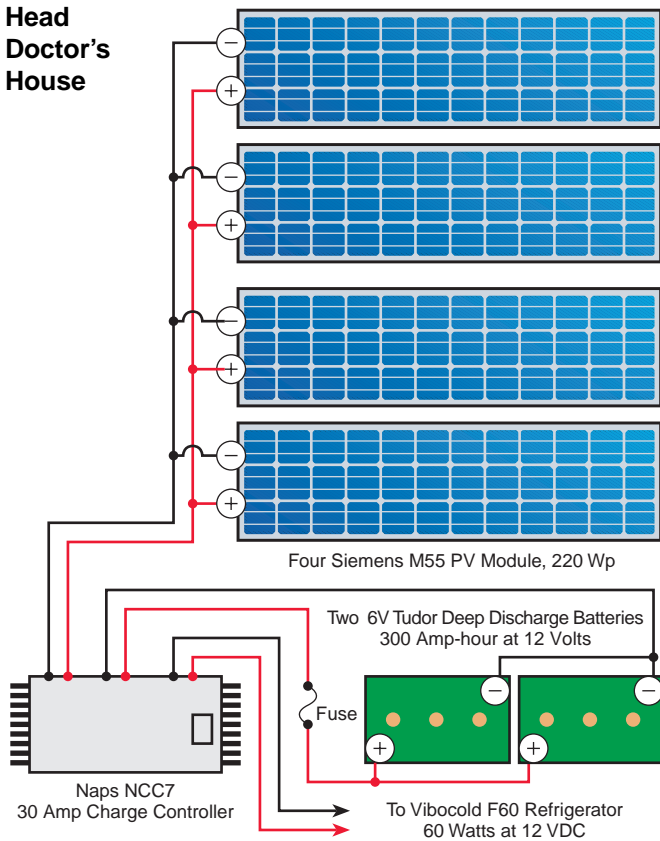 Head
Doctor's
House
−
+
−
+
−
+
−
+
Four Siemens M55 PV Module, 220 Wp
Two 6V Tudor Deep Discharge Batteries
300 Amp-hour at 12 Volts
Fuse
−
−
+
+
Naps NCC7
30 Amp Charge Controller
To Vibocold F60 Refrigerator
60 Watts at 12 VDC